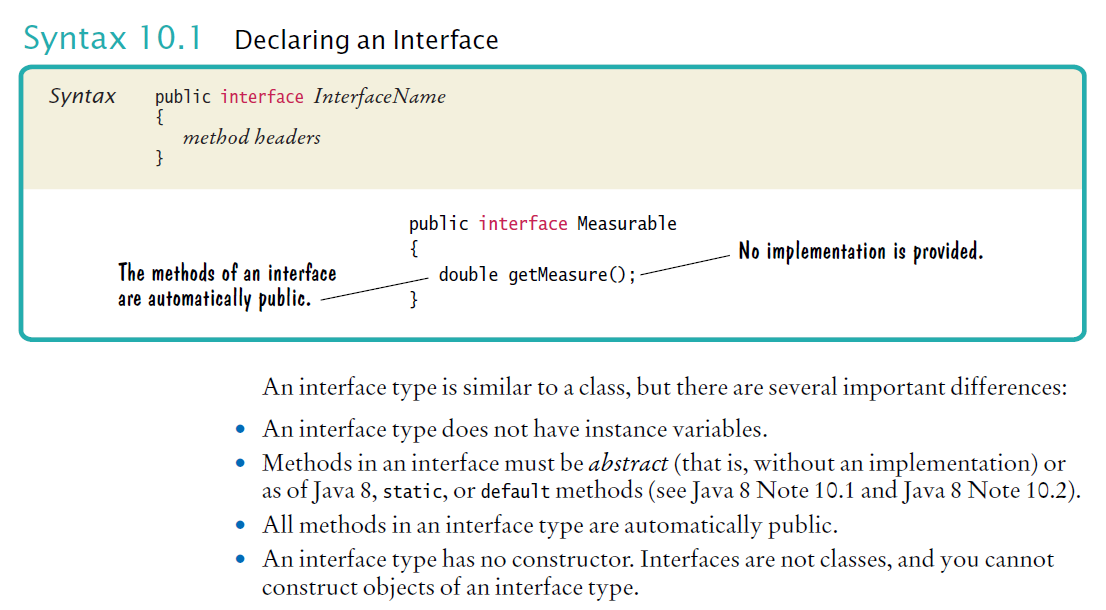 Syntax 10.1 Declaring an Interface
Syntax public interface InterfaceName
{
method headers
}
public interface Measurable
{
No implementation is provided.
The methods of an interface
are automatically public.
double getMeasure();
}
An interface type is similar to a class, but there are several important differences:
• An interface type does not have instance variables.
• Methods in an interface must be abstract (that is, without an implementation) or
as of Java 8, static, or default methods (see Java 8 Note 10.1 and Java 8 Note 10.2).
• All methods in an interface type are automatically public.
• An interface type has no constructor. Interfaces are not classes, and you cannot
construct objects of an interface type.